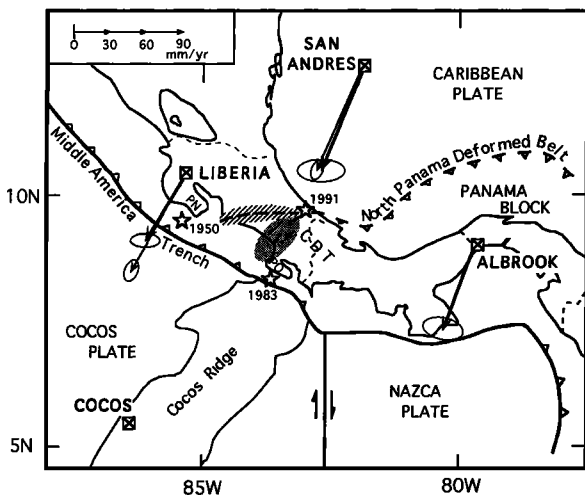 0 30 60 90
mm/yr
SAN
ANDRES
CARIBBEAN
PLATE
Middle America
Trench
LIBERIA
North Panama Deformed Belt
1991
10N
PN
PANAMA
BLOCK
1950
CBT
ALBROOK
1983
COCOS
PLATE
Cocos Ridge
NAZCA
PLATE
COCOS
5N
85W
80W